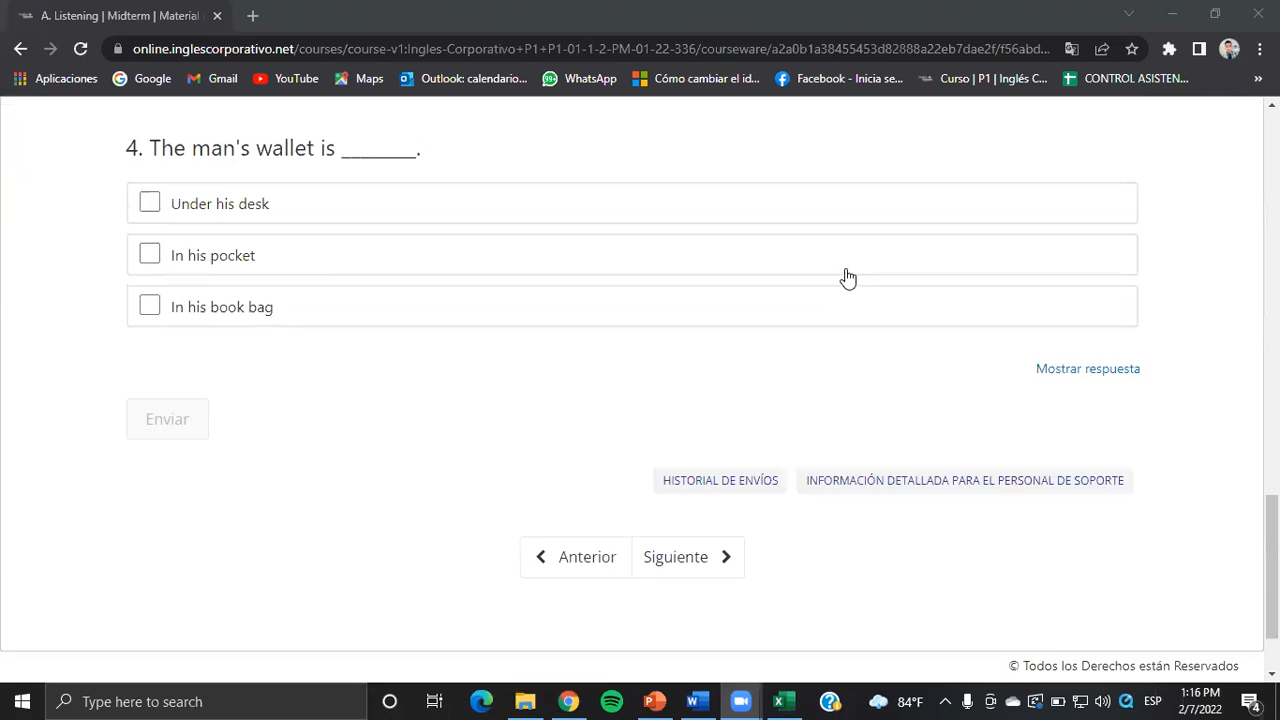 A. Listening | Midterm | Material
online.inglescorporativo.net/courses/course-v1:Ingles-Corporativo+P1+P1-01-1-2-PM-01-22-336/courseware/a2a0b1a38455453d82888a22eb7dae2f/f56abd...
Aplicaciones Google Gmail YouTube Maps Outlook: calendario... 99+ WhatsApp Cómo cambiar el id... Facebook - Inicia se... Curso | P1 | Inglés C... CONTROL ASISTEN... »
4. The man's wallet is ________.
Under his desk
In his pocket
In his book bag
Mostrar respuesta
Enviar
HISTORIAL DE ENVÍOS INFORMACIÓN DETALLADA PARA EL PERSONAL DE SOPORTE
Anterior Siguiente
© Todos los Derechos están Reservados
Type here to search 84°F ESP 1:16 PM
2/7/2022 4